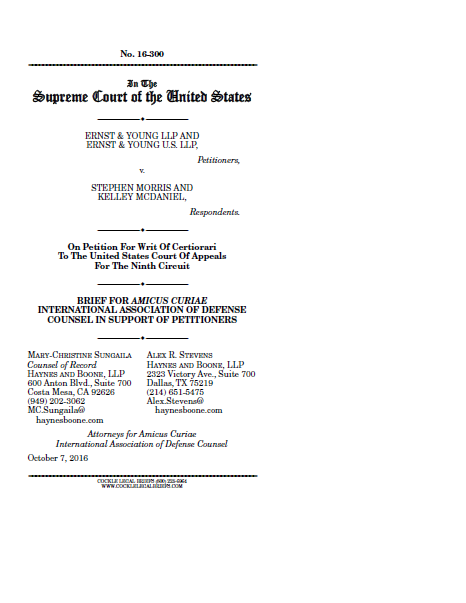 No. 16-300
In The
Supreme Court of the United States
ERNST & YOUNG LLP AND
ERNST & YOUNG U.S. LLP,
Petitioners,
v.
STEPHEN MORRIS AND
KELLEY MCDANIEL,
Respondents.
On Petition For Writ Of Certiorari
To The United States Court Of Appeals
For The Ninth Circuit
BRIEF FOR AMICUS CURIAE
INTERNATIONAL ASSOCIATION OF DEFENSE
COUNSEL IN SUPPORT OF PETITIONERS
MARY-CHRISTINE SUNGAILA
Counsel of Record
HAYNES AND BOONE, LLP
600 Anton Blvd., Suite 700
Costa Mesa, CA 92626
(949) 202-3062
MC.Sungaila@
haynesboone.com
ALEX R. STEVENS
HAYNES AND BOONE, LLP
2323 Victory Ave., Suite 700
Dallas, TX 75219
(214) 651-5475
Alex.Stevens@
haynesboone.com
Attorneys for Amicus Curiae
International Association of Defense Counsel
October 7, 2016
COCKLE LEGAL BRIEFS (800) 225-6964
WWW.COCKLELEGALBRIEFS.COM